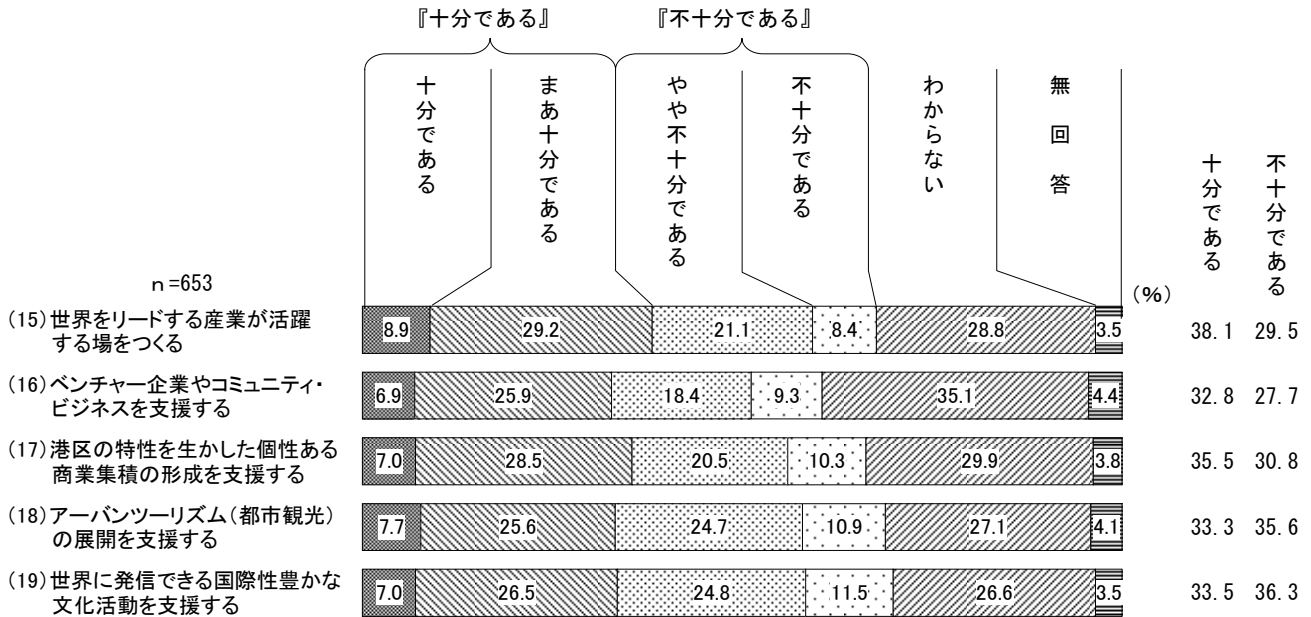 『十分である』 『不十分である』
十分である
まあ十分である
やや不十分である
不十分である
わからない
無回答
十分である
不十分である
n=653
(%)
(15)世界をリードする産業が活躍
する場をつくる
8.9 29.2 21.1 8.4 28.8 3.5 38.1 29.5
(16)ベンチャー企業やコミュニティ・
ビジネスを支援する
6.9 25.9 18.4 9.3 35.1 4.4 32.8 27.7
(17)港区の特性を生かした個性ある
商業集積の形成を支援する
7.0 28.5 20.5 10.3 29.9 3.8 35.5 30.8
(18)アーバンツーリズム(都市観光)
の展開を支援する
7.7 25.6 24.7 10.9 27.1 4.1 33.3 35.6
(19)世界に発信できる国際性豊かな
文化活動を支援する
7.0 26.5 24.8 11.5 26.6 3.5 33.5 36.3